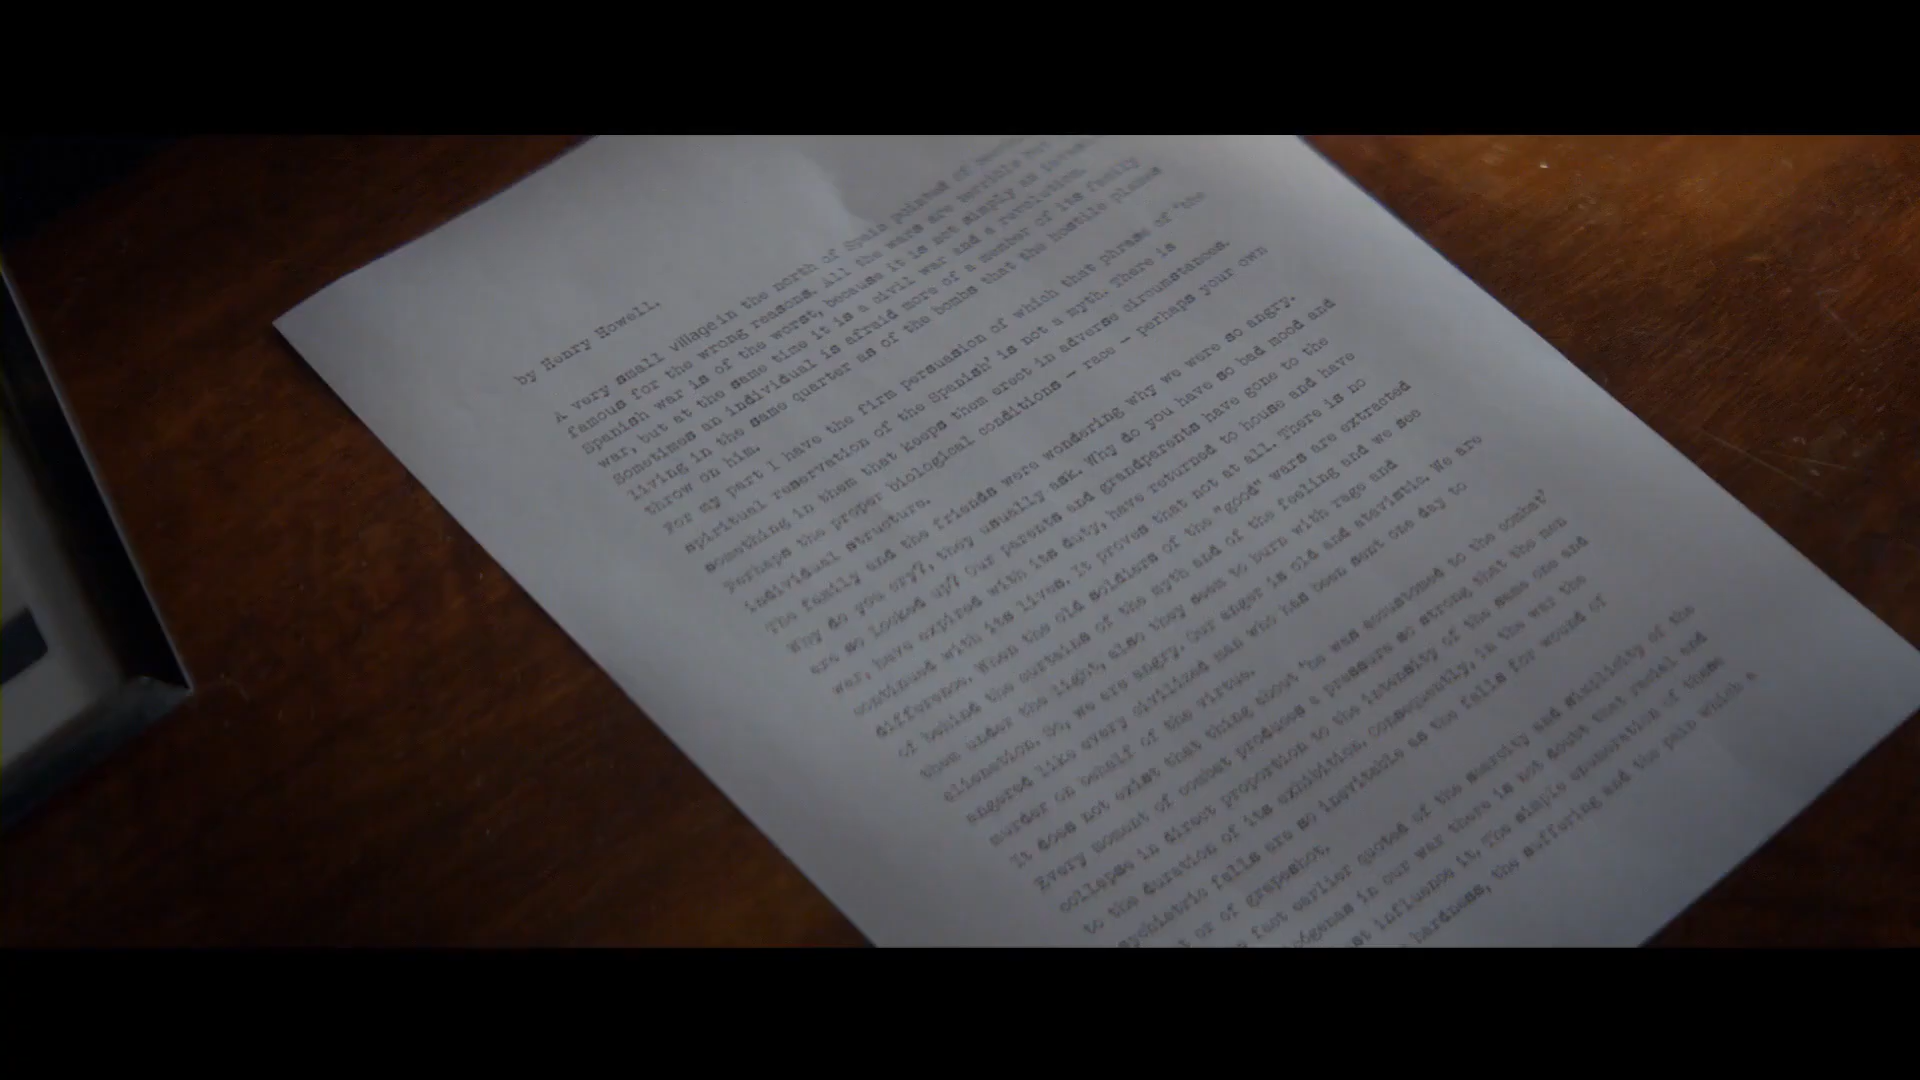 by Henry Howell,
A very small village in the north of Spain pointed of
famous for the wrong reasons. All the wars are horrible but
Spanish war is of the worst, because it is not simply an
war, but at the same time it is a civil war and a revolution.
Sometimes an individual is afraid more of a number of its family
living in the same quarter as of the bombs that the hostile planes
throw on him.
For my part I have the firm persuasion of which that phrase of 'the
spiritual reservation of the Spanish' is not a myth. There is
something in them that keeps them erect in adverse circumstances.
Perhaps the proper biological conditions — race — perhaps your own
individual structure.
The family and the friends were wondering why we were so angry.
Why do you cry?, they usually ask. Why do you have so bad mood and
are so looked up? Our parents and grandparents have gone to the
war, have expired with its duty, have returned to house and have
continued with its lives. It proves that not at all. There is no
difference. When the old soldiers of the "good" wars are extracted
of behind the curtains of the myth and of the feeling and we see
them under the light, also they seem to burn with rage and
alienation. So, we are angry. Our anger is old and atavistic. We are
angered like every civilized man who has been sent one day to
murder on behalf of the virtue.
It does not exist that thing about 'he was accustomed to the combat'
Every moment of combat produces a pressure so strong that the men
collapse in direct proportion to the intensity of the same one and
to the duration of its exhibition. consequently, in the war the
psychiatric falls are so inevitable as the falls for wound of
or of grapeshot.
fact earlier quoted of the scarcity and simplicity of the
in our war there is not doubt that racial and
influence it. The simple enumeration of these
hardness, the suffering and the pain which a